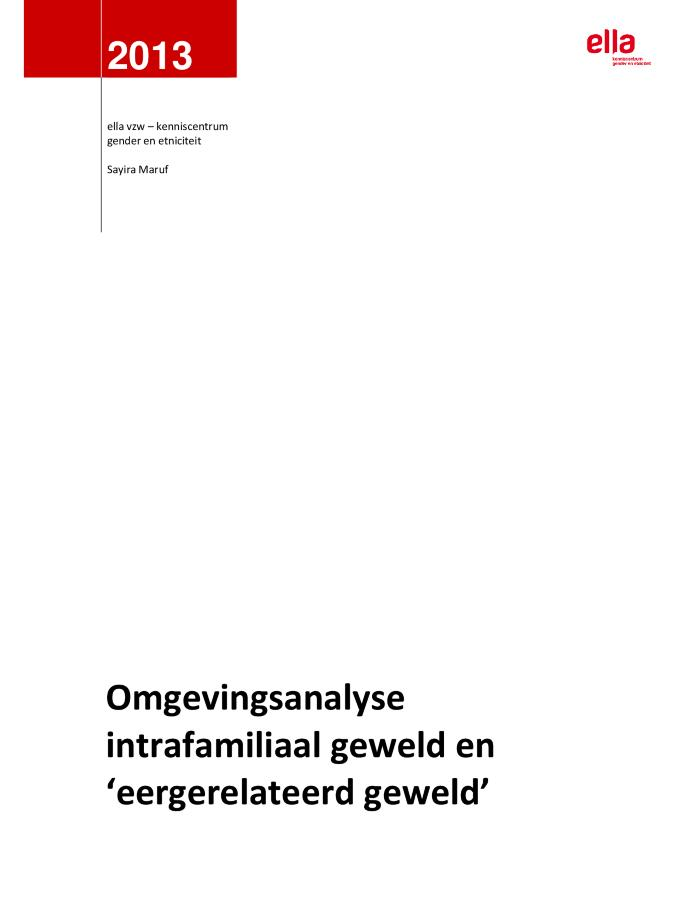 2013
ella
kenniscentrum
gender en etniciteit
ella vzw – kenniscentrum
gender en etniciteit
Sayira Maruf
Omgevingsanalyse
intrafamiliaal geweld en
‘eergerelateerd geweld’